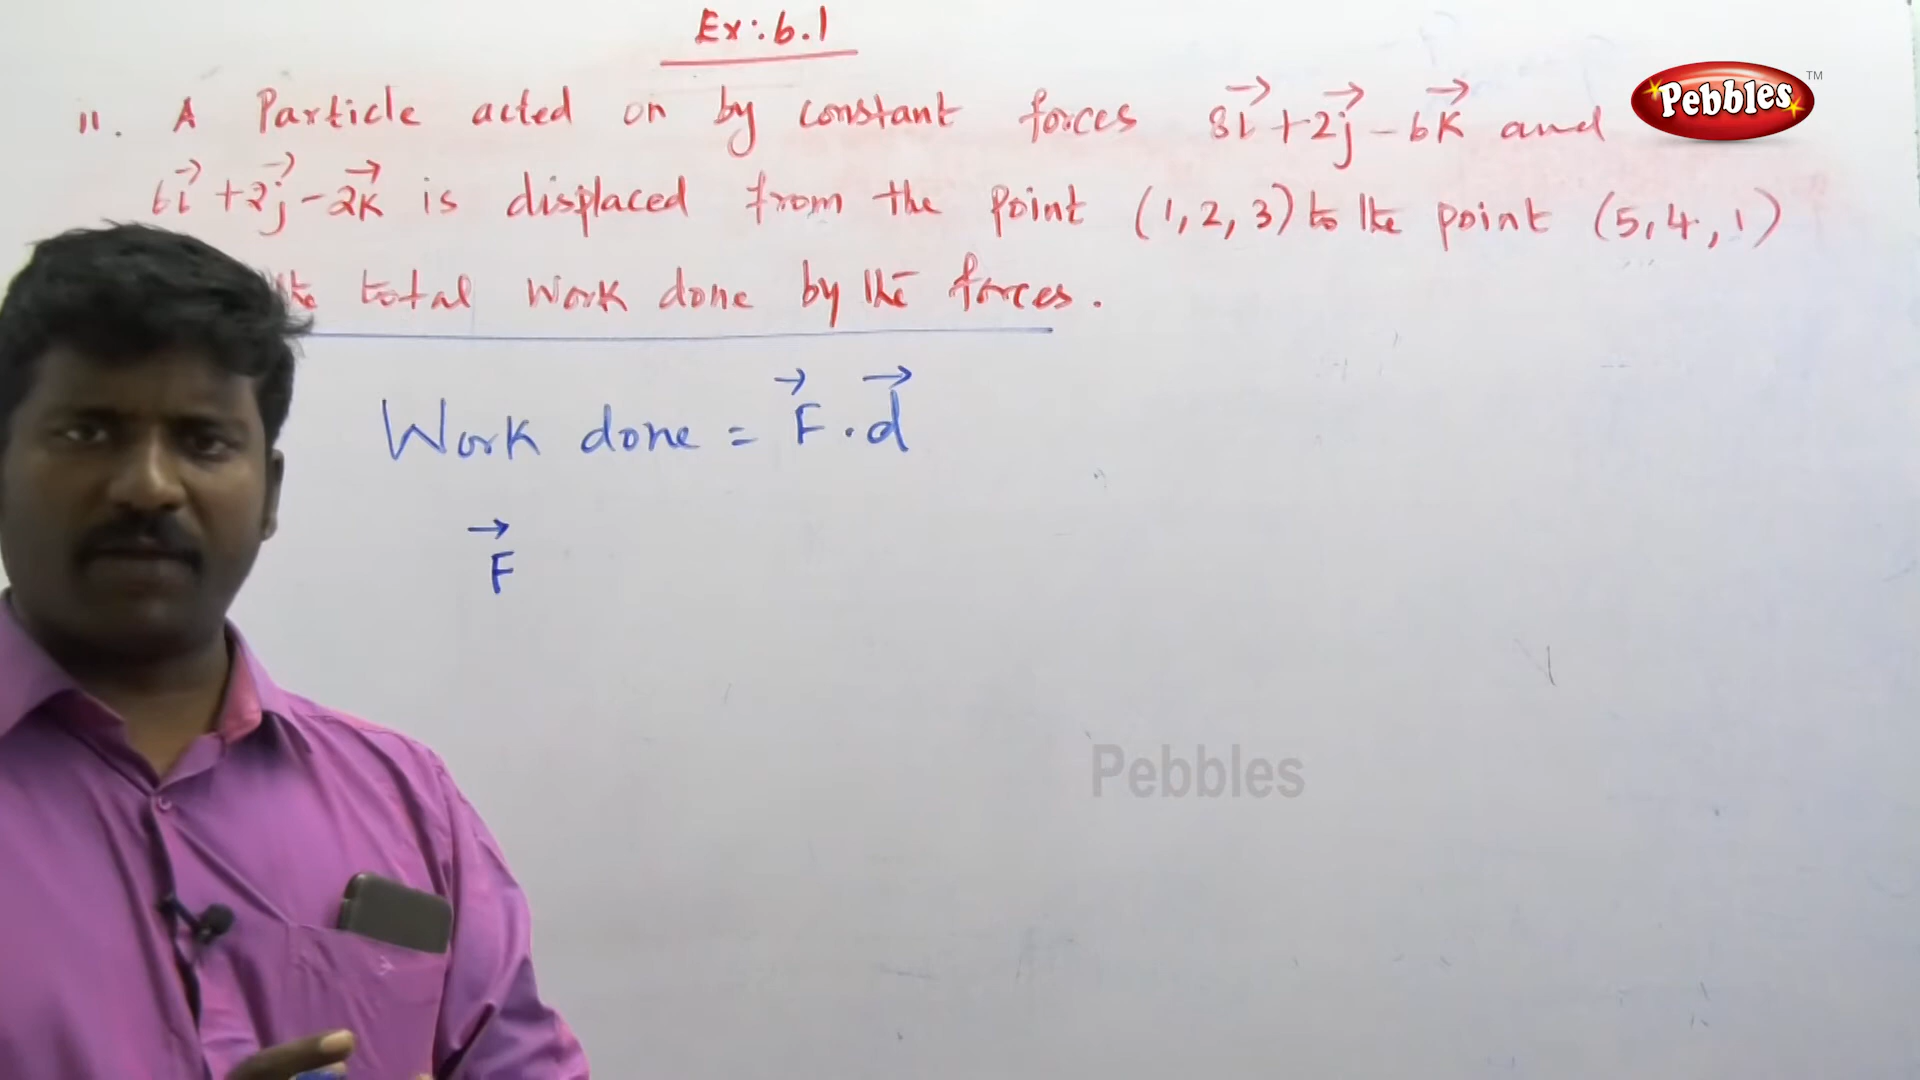 Ex:. 6.1
Pebbles TM
11. A Particle acted on by constant forces 8i⃗ + 2j⃗ - 6k⃗ and
6i⃗ + 2j⃗ - 2k⃗ is displaced from the point (1, 2, 3) to the point (5, 4, 1)
the total work done by the forces.
Work done = F⃗ . d⃗
F⃗
Pebbles